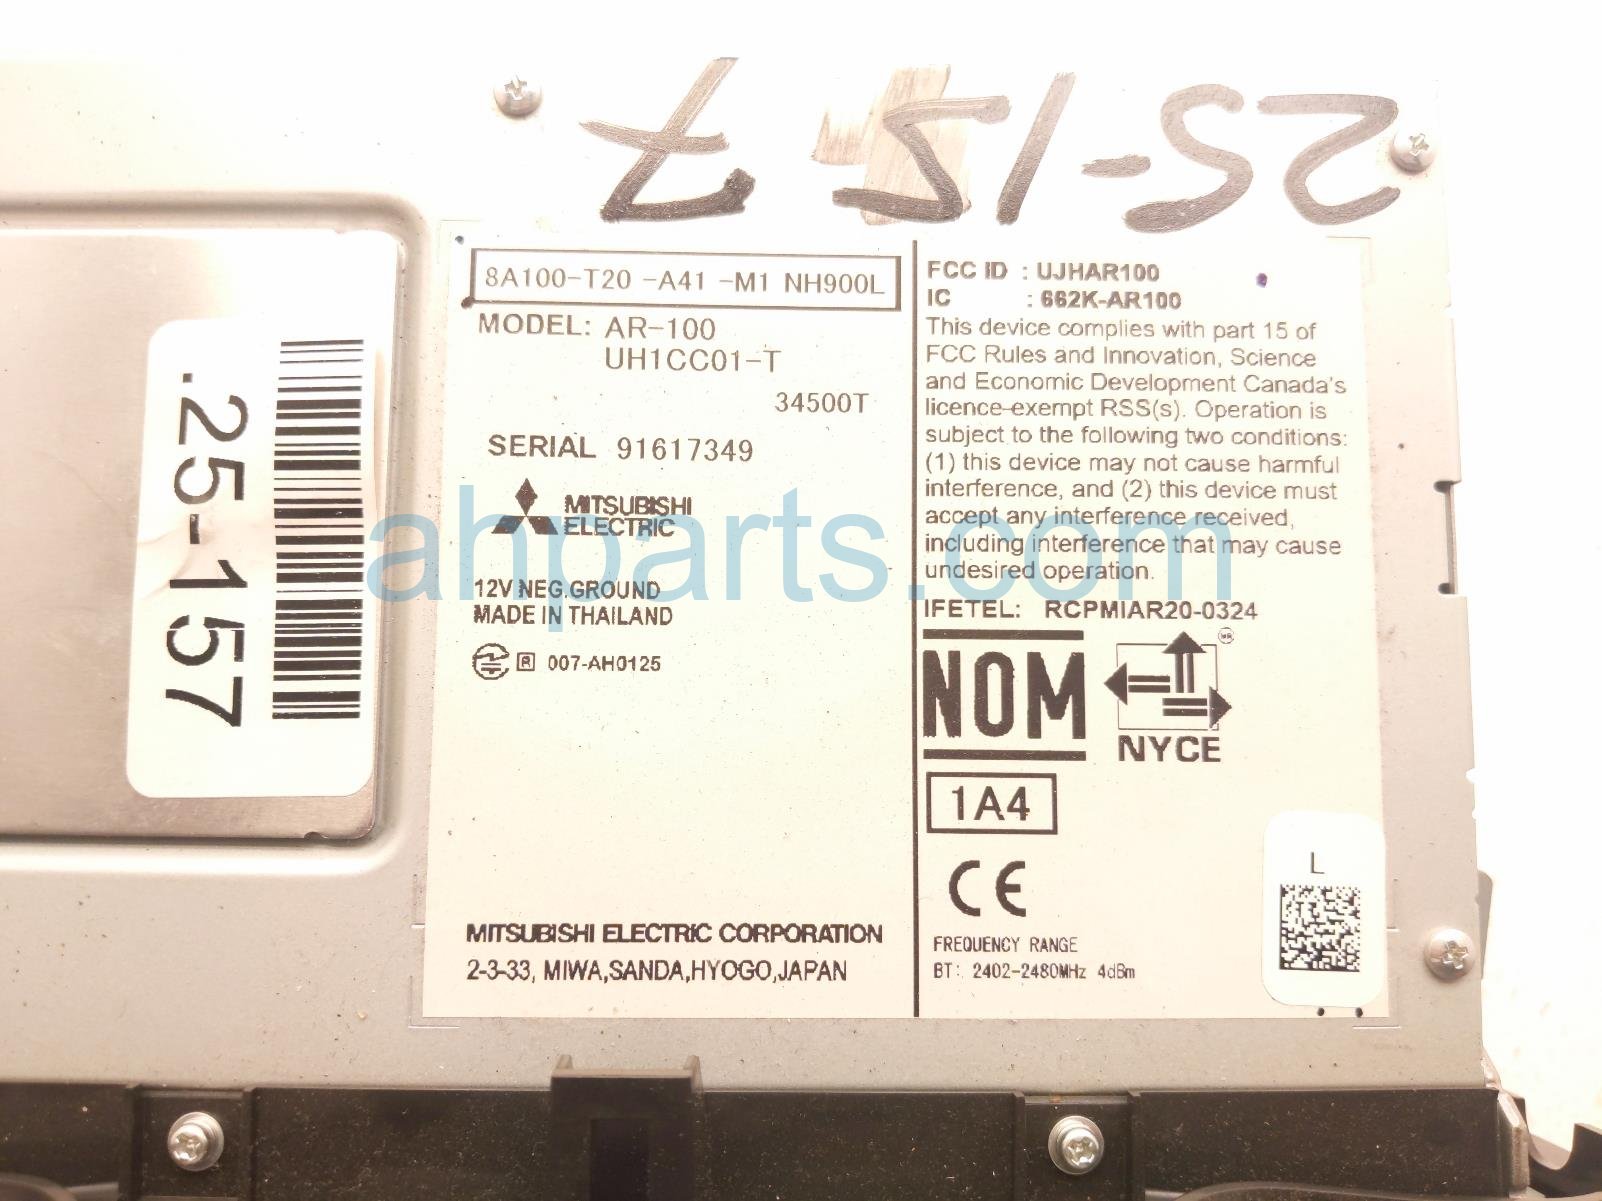 25-157
8A100-T20 -A41 -M1 NH900L
MODEL: AR-100
UH1CC01-T
34500T
SERIAL 91617349
MITSUBISHI
ELECTRIC
12V NEG.GROUND
MADE IN THAILAND
R 007-AH0125
MITSUBISHI ELECTRIC CORPORATION
2-3-33, MIWA,SANDA,HYOGO,JAPAN
FCC ID : UJHAR100
IC : 662K-AR100
This device complies with part 15 of
FCC Rules and Innovation, Science
and Economic Development Canada's
licence-exempt RSS(s). Operation is
subject to the following two conditions:
(1) this device may not cause harmful
interference, and (2) this device must
accept any interference received,
including interference that may cause
undesired operation.
IFETEL: RCPMIAR20-0324
NOM
NYCE
1A4
CE
FREQUENCY RANGE
BT: 2402-2480MHz 4dBm
L
.25-157
ahparts.com